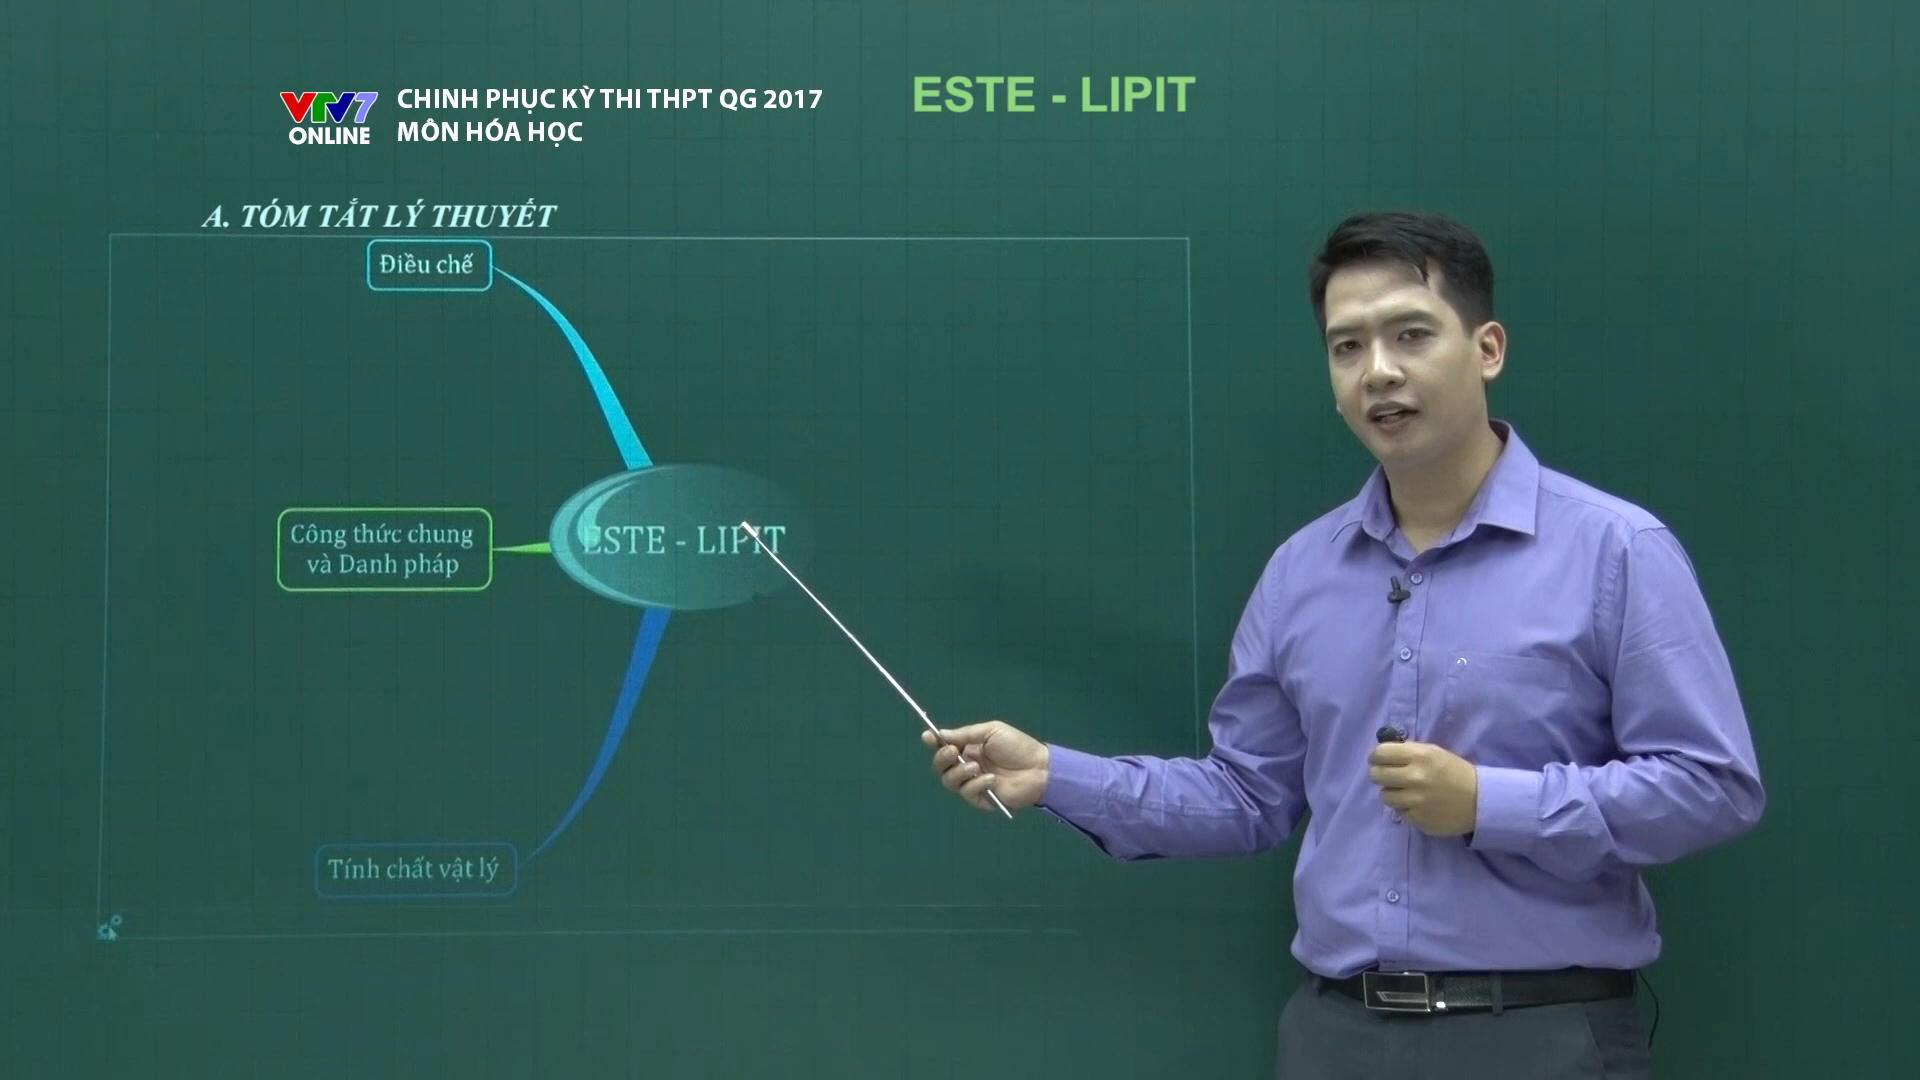 VTV7
ONLINE
CHINH PHỤC KỲ THI THPT QG 2017
MÔN HÓA HỌC
ESTE - LIPIT
A. TÓM TẮT LÝ THUYẾT
Điều chế
Công thức chung
và Danh pháp
ESTE - LIPIT
Tính chất vật lý